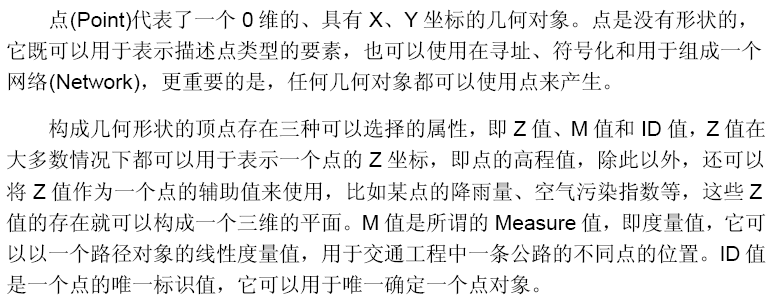 点(Point)代表了一个 0 维的、具有 X、Y 坐标的几何对象。点是没有形状的，
它既可以用于表示描述点类型的要素，也可以使用在寻址、符号化和用于组成一个
网络(Network)，更重要的是，任何几何对象都可以使用点来产生。
构成几何形状的顶点存在三种可以选择的属性，即 Z 值、M 值和 ID 值，Z 值在
大多数情况下都可以用于表示一个点的 Z 坐标，即点的高程值，除此以外，还可以
将 Z 值作为一个点的辅助值来使用，比如某点的降雨量、空气污染指数等，这些 Z
值的存在就可以构成一个三维的平面。M 值是所谓的 Measure 值，即度量值，它可
以以一个路径对象的线性度量值，用于交通工程中一条公路的不同点的位置。ID 值
是一个点的唯一标识值，它可以用于唯一确定一个点对象。